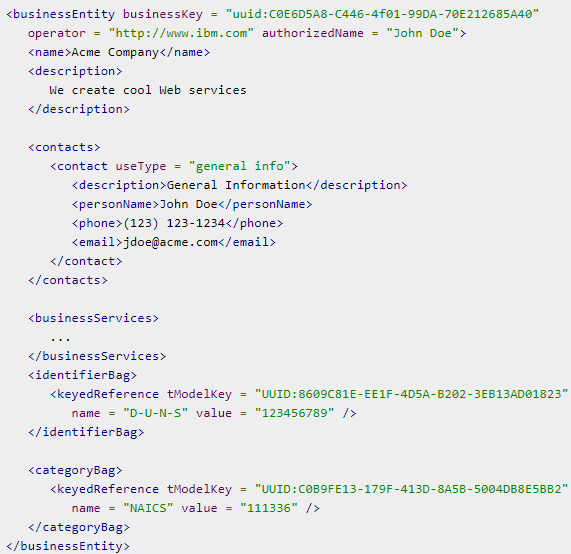 <businessEntity businessKey = "uuid:C0E6D5A8-C446-4f01-99DA-70E212685A40"
   operator = "http://www.ibm.com" authorizedName = "John Doe">
   <name>Acme Company</name>
   <description>
      We create cool Web services
   </description>

   <contacts>
      <contact useType = "general info">
         <description>General Information</description>
         <personName>John Doe</personName>
         <phone>(123) 123-1234</phone>
         <email>jdoe@acme.com</email>
      </contact>
   </contacts>

   <businessServices>
      ...
   </businessServices>
   <identifierBag>
      <keyedReference tModelKey = "UUID:8609C81E-EE1F-4D5A-B202-3EB13AD01823"
         name = "D-U-N-S" value = "123456789" />
   </identifierBag>

   <categoryBag>
      <keyedReference tModelKey = "UUID:C0B9FE13-179F-413D-8A5B-5004DB8E5BB2"
         name = "NAICS" value = "111336" />
   </categoryBag>
</businessEntity>